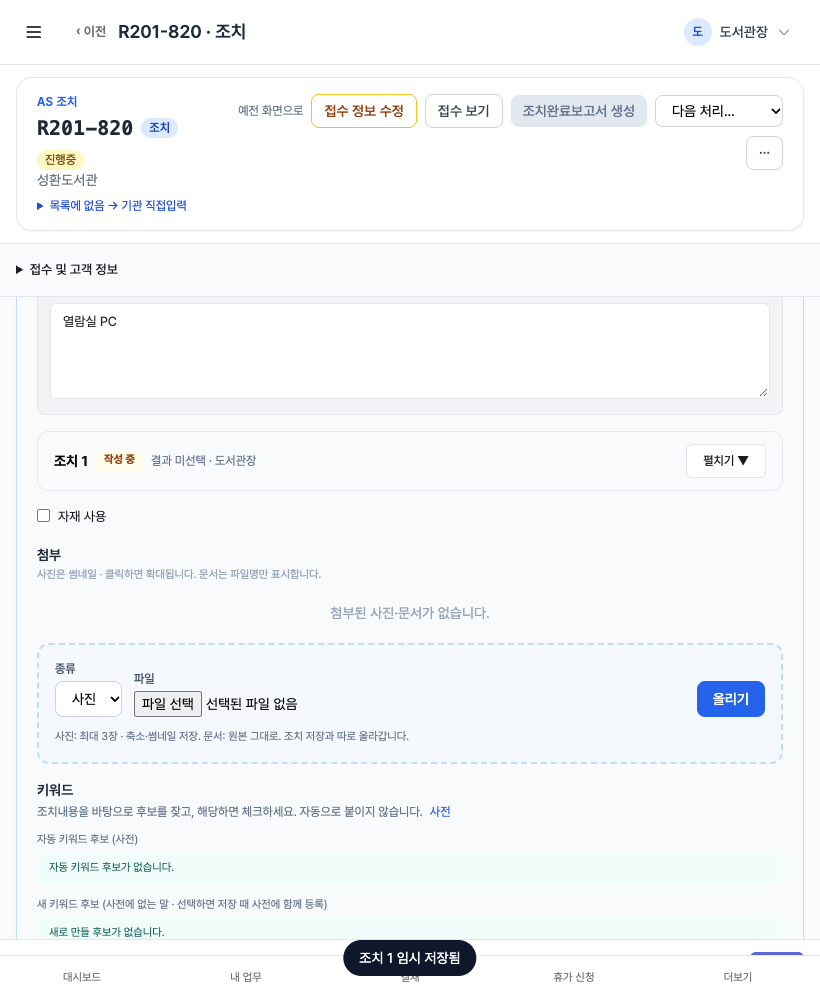 ‹ 이전 R201-820 · 조치
도 도서관장
AS 조치
R201-820 조치
진행중
성환도서관
▶ 목록에 없음 → 기관 직접입력
예전 화면으로 접수 정보 수정 접수 보기 조치완료보고서 생성 다음 처리...
...
▶ 접수 및 고객 정보
열람실 PC
조치 1 작성 중 결과 미선택 · 도서관장 펼치기 ▼
자재 사용
첨부
사진은 썸네일 · 클릭하면 확대됩니다. 문서는 파일명만 표시합니다.
첨부된 사진·문서가 없습니다.
종류 파일
사진 파일 선택 선택된 파일 없음 올리기
사진: 최대 3장 · 축소·썸네일 저장. 문서: 원본 그대로. 조치 저장과 따로 올라갑니다.
키워드
조치내용을 바탕으로 후보를 찾고, 해당하면 체크하세요. 자동으로 붙이지 않습니다. 사전
자동 키워드 후보 (사전)
자동 키워드 후보가 없습니다.
새 키워드 후보 (사전에 없는 말 · 선택하면 저장 때 사전에 함께 등록)
새로 만들 후보가 없습니다.
조치 1 임시 저장됨
대시보드 내 업무 결재 휴가 신청 더보기